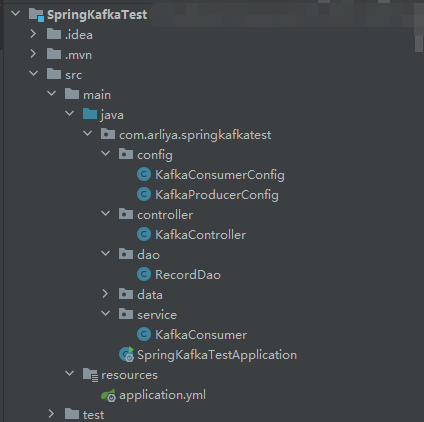 SpringKafkaTest
.idea
.mvn
src
main
java
com.arliya.springkafkatest
config
KafkaConsumerConfig
KafkaProducerConfig
controller
KafkaController
dao
RecordDao
data
service
KafkaConsumer
SpringKafkaTestApplication
resources
application.yml
test